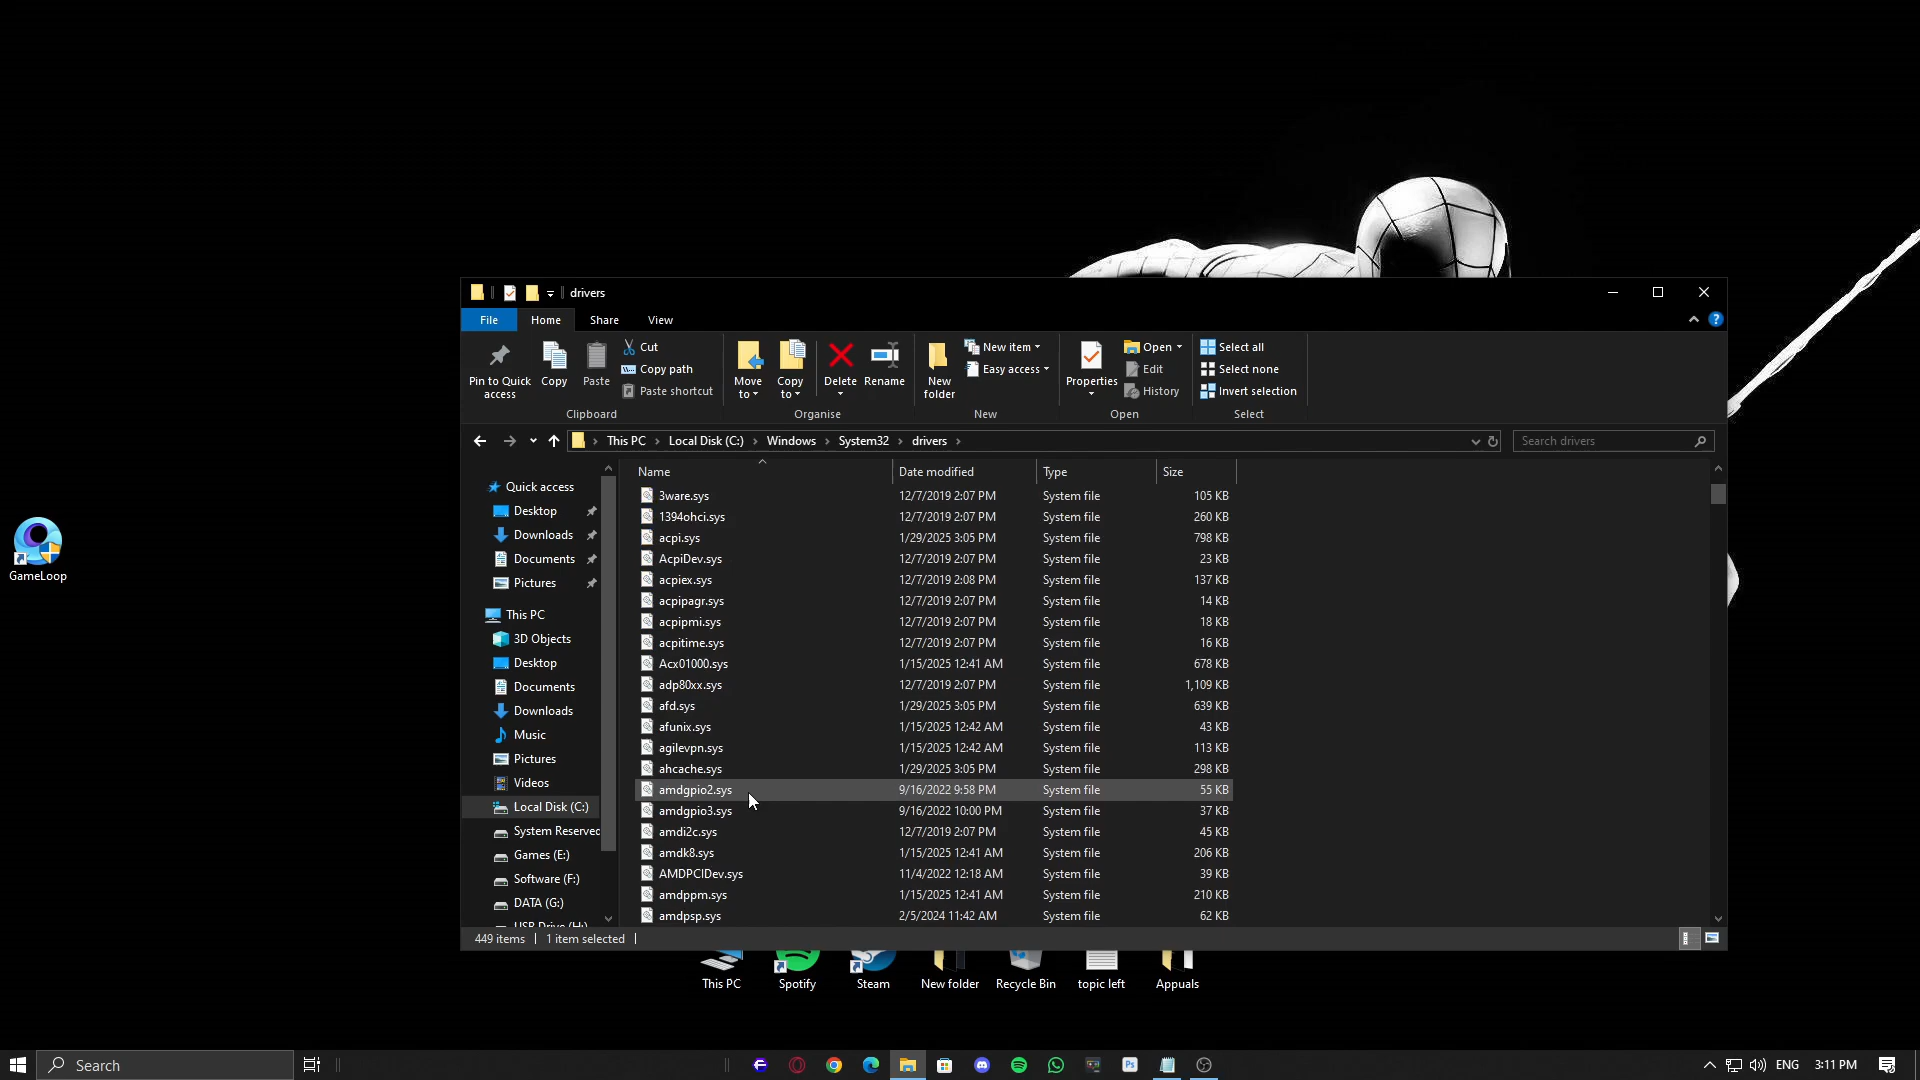 drivers
File
Home
Share
View
Pin to Quick access
Copy
Paste
Cut
Copy path
Paste shortcut
Clipboard
Move to
Copy to
Delete
Rename
Organise
New folder
New item
Easy access
New
Properties
Open
Edit
History
Open
Select all
Select none
Invert selection
Select
This PC > Local Disk (C:) > Windows > System32 > drivers >
Search drivers
Name Date modified Type Size
3ware.sys 12/7/2019 2:07 PM System file 105 KB
1394ohci.sys 12/7/2019 2:07 PM System file 260 KB
acpi.sys 1/29/2025 3:05 PM System file 798 KB
AcpiDev.sys 12/7/2019 2:07 PM System file 23 KB
acpiex.sys 12/7/2019 2:08 PM System file 137 KB
acpipagr.sys 12/7/2019 2:07 PM System file 14 KB
acpipmi.sys 12/7/2019 2:07 PM System file 18 KB
acpitime.sys 12/7/2019 2:07 PM System file 16 KB
Acx01000.sys 1/15/2025 12:41 AM System file 678 KB
adp80xx.sys 12/7/2019 2:07 PM System file 1,109 KB
afd.sys 1/29/2025 3:05 PM System file 639 KB
afunix.sys 1/15/2025 12:42 AM System file 43 KB
agilevpn.sys 1/15/2025 12:42 AM System file 113 KB
ahcache.sys 1/29/2025 3:05 PM System file 298 KB
amdgpio2.sys 9/16/2022 9:58 PM System file 55 KB
amdgpio3.sys 9/16/2022 10:00 PM System file 37 KB
amdi2c.sys 12/7/2019 2:07 PM System file 45 KB
amdk8.sys 1/15/2025 12:41 AM System file 206 KB
AMDPCIDev.sys 11/4/2022 12:18 AM System file 39 KB
amdppm.sys 1/15/2025 12:41 AM System file 210 KB
amdpsp.sys 2/5/2024 11:42 AM System file 62 KB
Quick access
Desktop
Downloads
Documents
Pictures
This PC
3D Objects
Desktop
Documents
Downloads
Music
Pictures
Videos
Local Disk (C:)
System Reserved
Games (E:)
Software (F:)
DATA (G:)
USB Drive (H:)
449 items
1 item selected
GameLoop
This PC
Spotify
Steam
New folder
Recycle Bin
topic left
Appuals
Search
Ps
ENG
3:11 PM